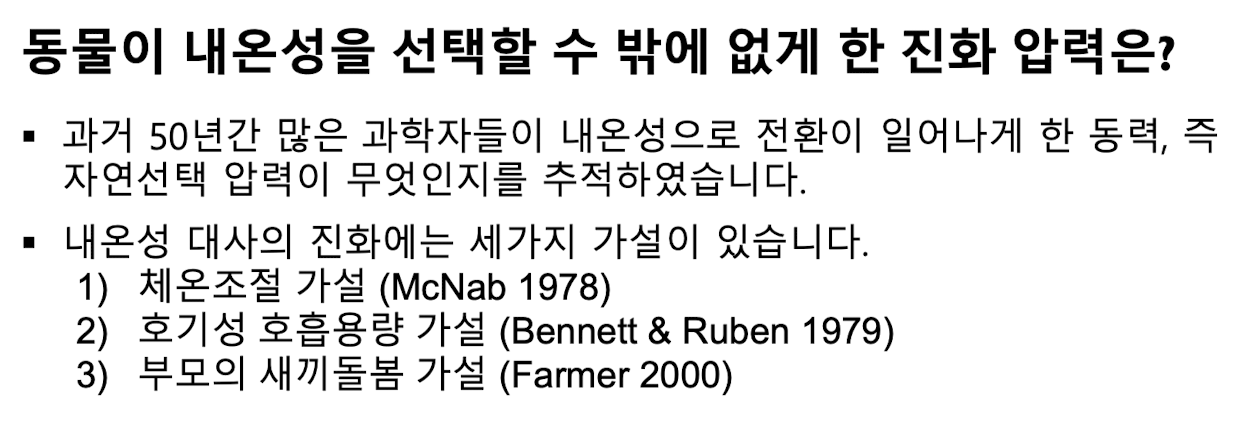 동물이 내온성을 선택할 수 밖에 없게 한 진화 압력은?
▪ 과거 50년간 많은 과학자들이 내온성으로 전환이 일어나게 한 동력, 즉
자연선택 압력이 무엇인지를 추적하였습니다.
▪ 내온성 대사의 진화에는 세가지 가설이 있습니다.
1) 체온조절 가설 (McNab 1978)
2) 호기성 호흡용량 가설 (Bennett & Ruben 1979)
3) 부모의 새끼돌봄 가설 (Farmer 2000)